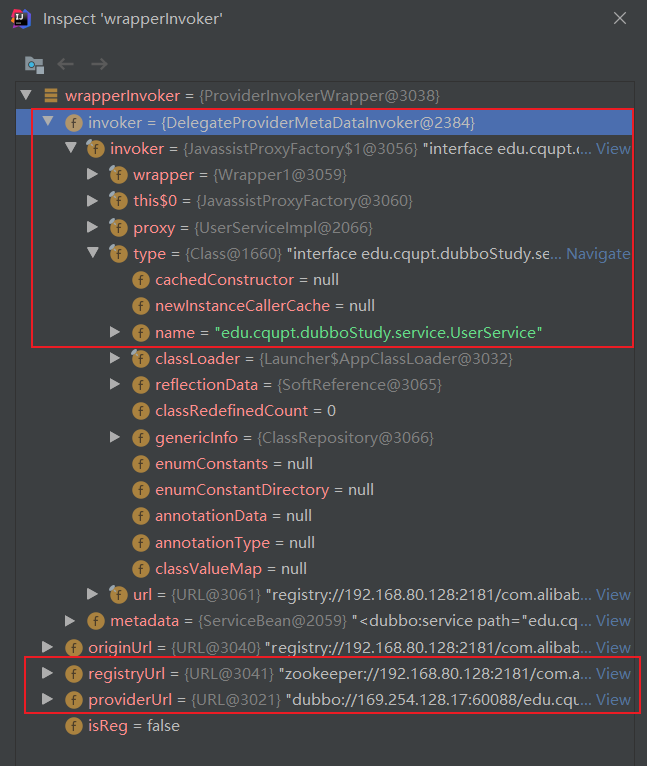 Inspect 'wrapperInvoker'
wrapperInvoker = {ProviderInvokerWrapper@3038}
f invoker = {DelegateProviderMetaDataInvoker@2384}
f invoker = {JavassistProxyFactory$1@3056} "interface edu.cqupt.c... View
f wrapper = {Wrapper1@3059}
f this$0 = {JavassistProxyFactory@3060}
f proxy = {UserServiceImpl@2066}
f type = {Class@1660} "interface edu.cqupt.dubboStudy.se... Navigate
f cachedConstructor = null
f newInstanceCallerCache = null
f name = "edu.cqupt.dubboStudy.service.UserService"
f classLoader = {Launcher$AppClassLoader@3032}
f reflectionData = {SoftReference@3065}
f classRedefinedCount = 0
f genericInfo = {ClassRepository@3066}
f enumConstants = null
f enumConstantDirectory = null
f annotationData = null
f annotationType = null
f classValueMap = null
f url = {URL@3061} "registry://192.168.80.128:2181/com.alibab... View
f metadata = {ServiceBean@2059} "<dubbo:service path="edu.cq... View
f originUrl = {URL@3040} "registry://192.168.80.128:2181/com.alibab... View
f registryUrl = {URL@3041} "zookeeper://192.168.80.128:2181/com.a... View
f providerUrl = {URL@3021} "dubbo://169.254.128.17:60088/edu.cqu... View
f isReg = false